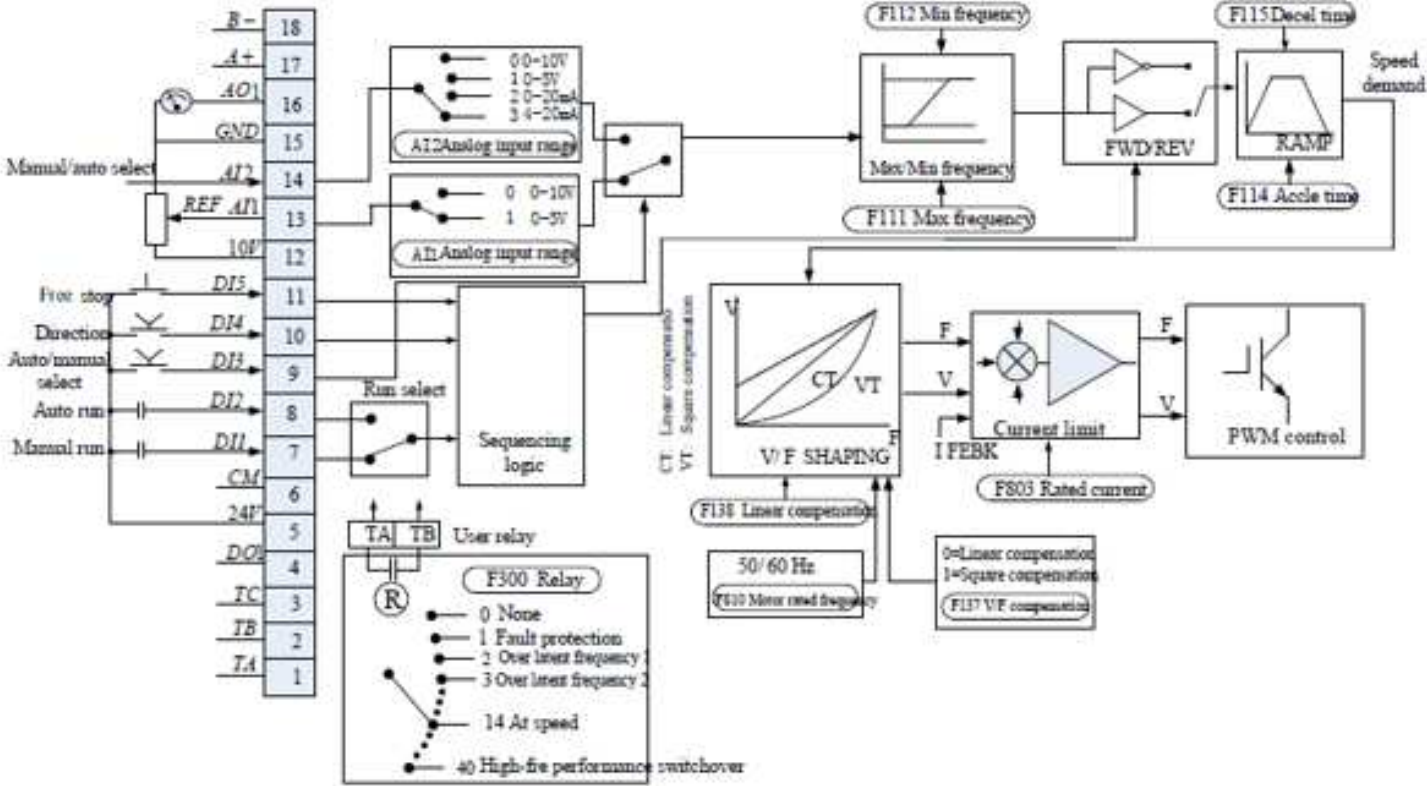 B-
18
A+
17
AO1
16
GND
15
Manual/auto select
AI2
14
REF AI1
13
10V
12
Free stop
DI5
11
Direction
DI4
10
Auto/manual
select
DI3
9
Auto run
DI2
8
Manual run
DI1
7
CM
6
24V
5
DO
4
TC
3
TB
2
TA
1
0 0-10V
1 0-5V
2 0-20mA
3 4-20mA
AI2Analog input range
0 0-10V
1 0-5V
AI1Analog input range
Run select
Sequencing
logic
F112 Min frequency
Max/Min frequency
F111 Max frequency
FWD/REV
F115Decel time
RAMP
F114 Accle time
Speed
demand
CT: Linear compensatio
VT: Square compensation
V
CT
VT
F
V/F SHAPING
F138 Linear compensation
50/60 Hz
F810 Motor rated frequency
0=Linear compensation
1=Square compensation
F137 V/F compensation
F
V
I FEBK
Current limit
F803 Rated current
F
V
PWM control
TA TB
User relay
F300 Relay
R
0 None
1 Fault protection
2 Over latent frequency 1
3 Over latent frequency 2
14 At speed
40 High-fre performance switchover